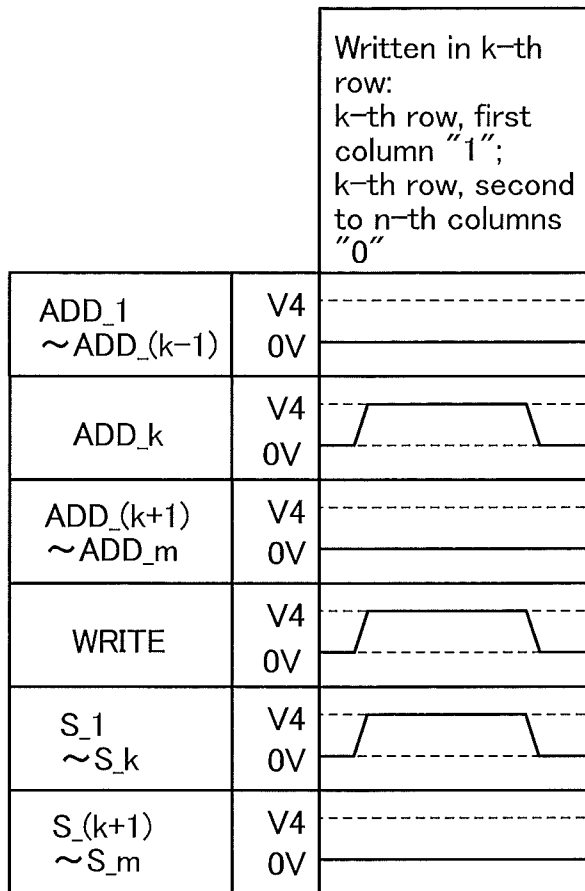 Written in k-th
row:
k-th row, first
column "1";
k-th row, second
to n-th columns
"0"
ADD_1
~ADD_(k-1)
V4
0V
ADD_k
V4
0V
ADD_(k+1)
~ADD_m
V4
0V
WRITE
V4
0V
S_1
~S_k
V4
0V
S_(k+1)
~S_m
V4
0V